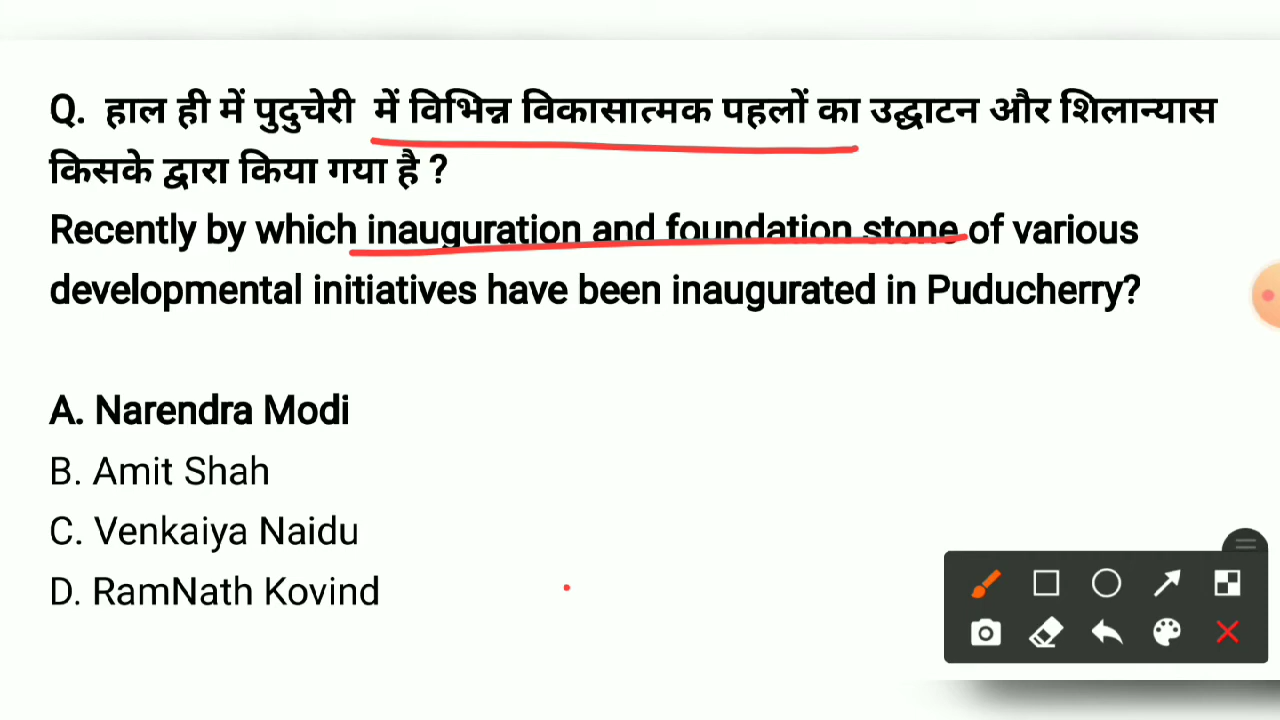 Q. हाल ही में पुदुचेरी में विभिन्न विकासात्मक पहलों का उद्घाटन और शिलान्यास
किसके द्वारा किया गया है ?
Recently by which inauguration and foundation stone of various
developmental initiatives have been inaugurated in Puducherry?
A. Narendra Modi
B. Amit Shah
C. Venkaiya Naidu
D. RamNath Kovind